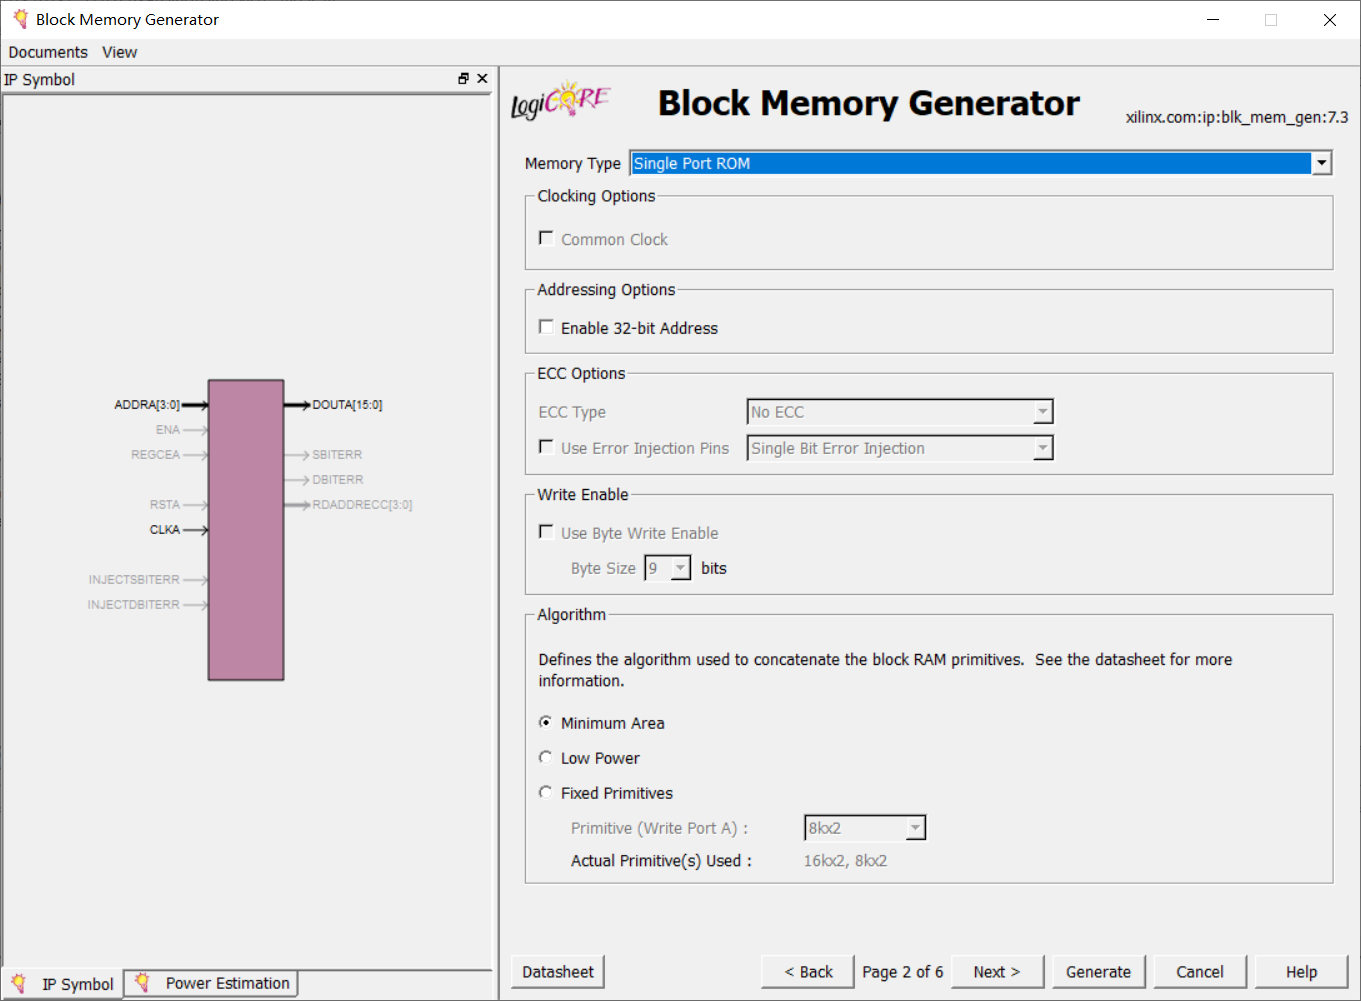 Block Memory Generator
Documents View
IP Symbol
ADDRA[3:0]
ENA
REGCEA
RSTA
CLKA
INJECTSBITERR
INJECTDBITERR
DOUTA[15:0]
SBITERR
DBITERR
RDADDRECC[3:0]
IP Symbol
Power Estimation
LogiCORE
Block Memory Generator
xilinx.com:ip:blk_mem_gen:7.3
Memory Type Single Port ROM
Clocking Options
Common Clock
Addressing Options
Enable 32-bit Address
ECC Options
ECC Type No ECC
Use Error Injection Pins Single Bit Error Injection
Write Enable
Use Byte Write Enable
Byte Size 9 bits
Algorithm
Defines the algorithm used to concatenate the block RAM primitives. See the datasheet for more
information.
Minimum Area
Low Power
Fixed Primitives
Primitive (Write Port A) : 8kx2
Actual Primitive(s) Used : 16kx2, 8kx2
Datasheet < Back Page 2 of 6 Next > Generate Cancel Help